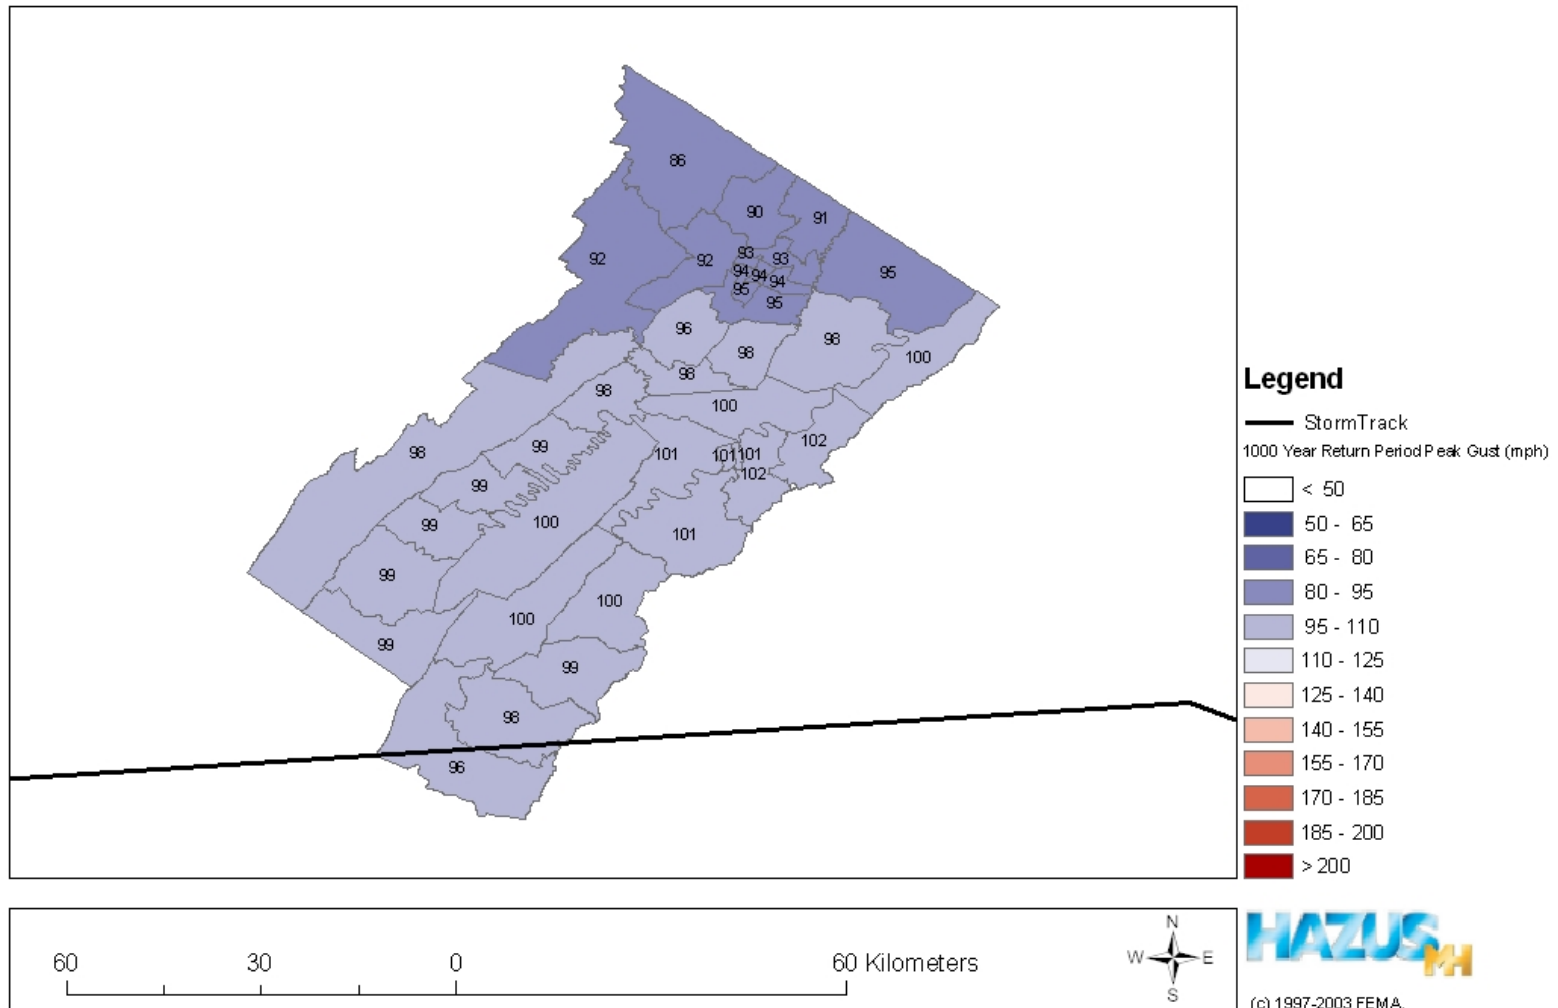 86
90
91
92
92
93
93
95
94
94
94
95
95
96
98
98
100
98
98
100
102
98
99
101
101
101
102
99
99
100
101
99
100
100
99
99
98
96
Legend
StormTrack
1000 Year Return Period Peak Gust (mph)
< 50
50 - 65
65 - 80
80 - 95
95 - 110
110 - 125
125 - 140
140 - 155
155 - 170
170 - 185
185 - 200
> 200
60 30 0 60 Kilometers
N
W E
S
HAZUS MH
(c) 1997-2003 FEMA.